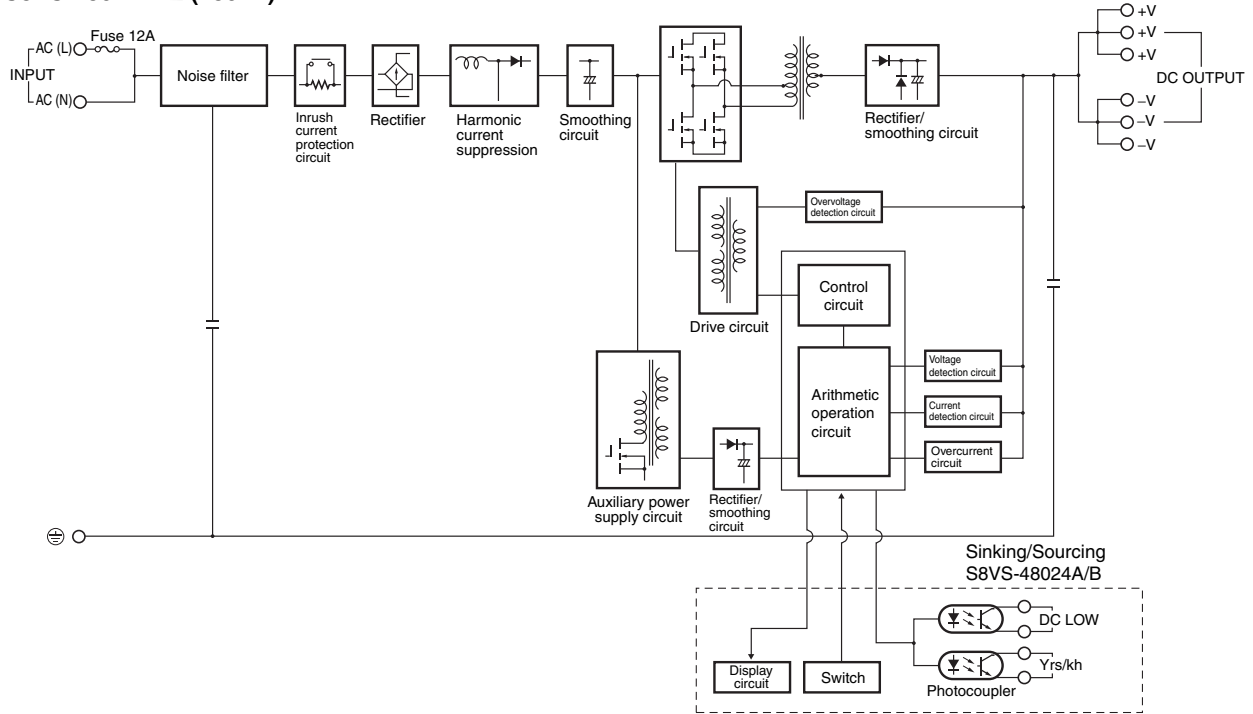 Fuse 12A
AC (L)
INPUT
AC (N)
Noise filter
Inrush
current
protection
circuit
Rectifier
Harmonic
current
suppression
Smoothing
circuit
Rectifier/
smoothing circuit
+V
+V
+V
DC OUTPUT
–V
–V
–V
Overvoltage
detection circuit
Drive circuit
Control
circuit
Arithmetic
operation
circuit
Voltage
detection circuit
Current
detection circuit
Overcurrent
circuit
Auxiliary power
supply circuit
Rectifier/
smoothing
circuit
Sinking/Sourcing
S8VS-48024A/B
DC LOW
Yrs/kh
Photocoupler
Display
circuit
Switch